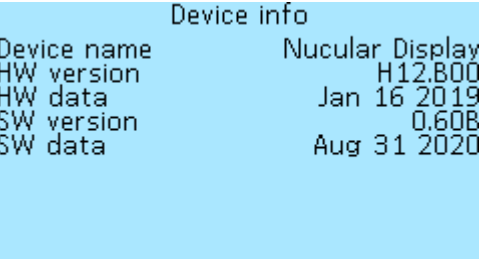 Device info
Device name Nucular Display
HW version H12.B00
HW data Jan 16 2019
SW version 0.60B
SW data Aug 31 2020